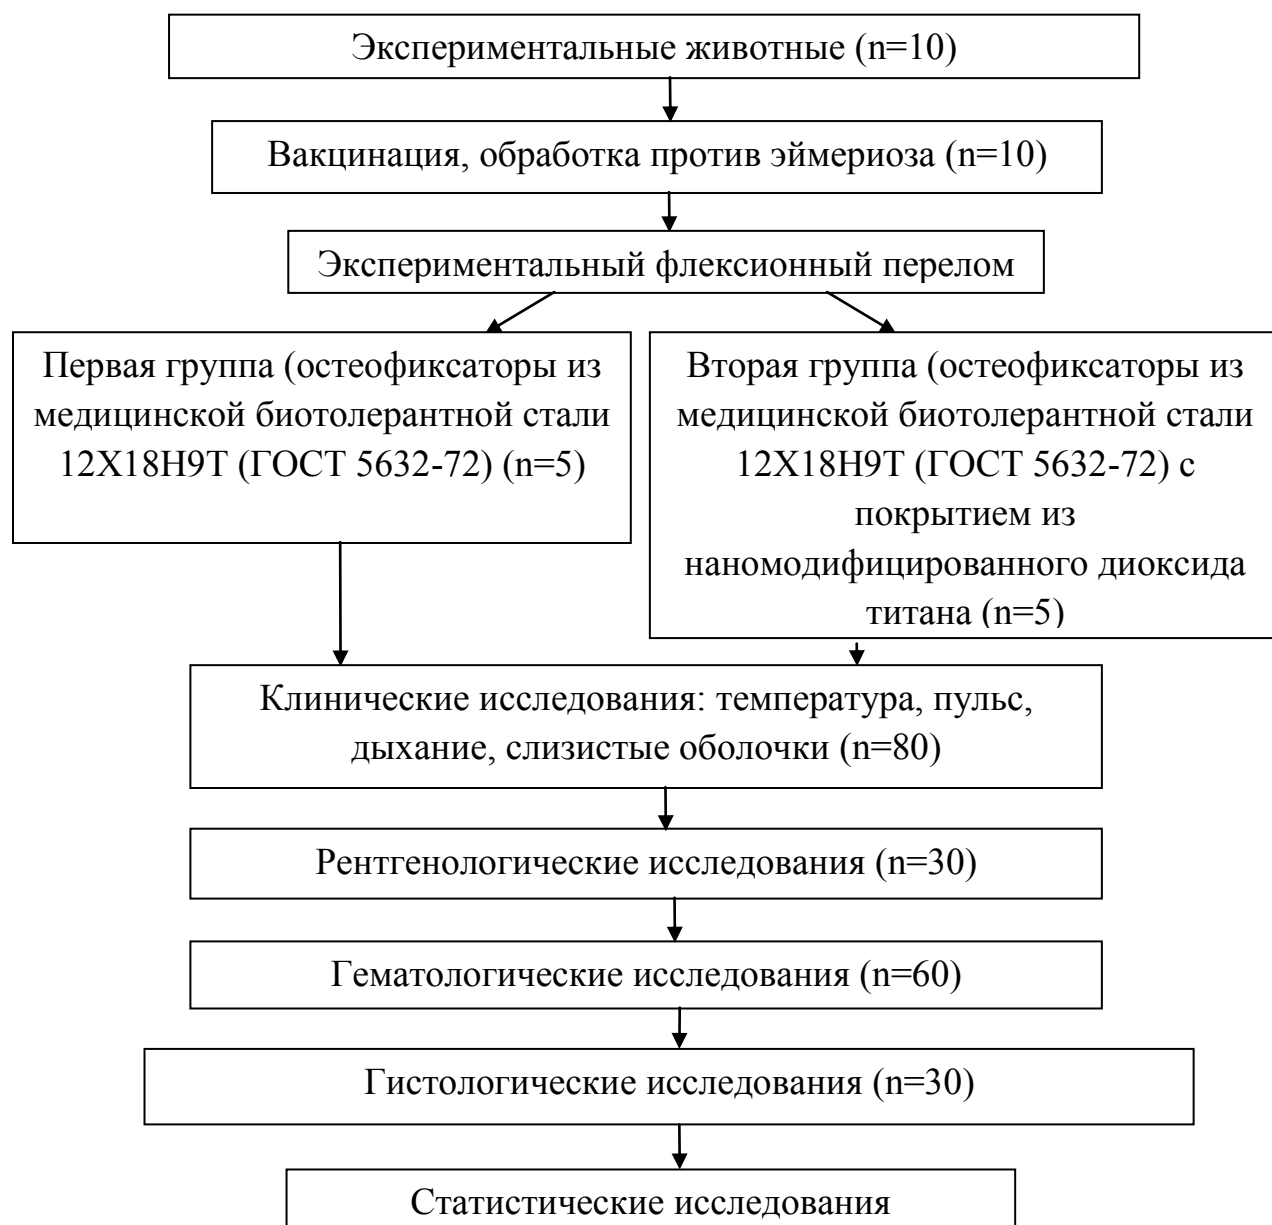 Экспериментальные животные (n=10)
Вакцинация, обработка против эймериоза (n=10)
Экспериментальный флексионный перелом
Первая группа (остеофиксаторы из
медицинской биотолерантной стали
12Х18Н9Т (ГОСТ 5632-72) (n=5)
Вторая группа (остеофиксаторы из
медицинской биотолерантной стали
12Х18Н9Т (ГОСТ 5632-72) с
покрытием из
наномодифицированного диоксида
титана (n=5)
Клинические исследования: температура, пульс,
дыхание, слизистые оболочки (n=80)
Рентгенологические исследования (n=30)
Гематологические исследования (n=60)
Гистологические исследования (n=30)
Статистические исследования